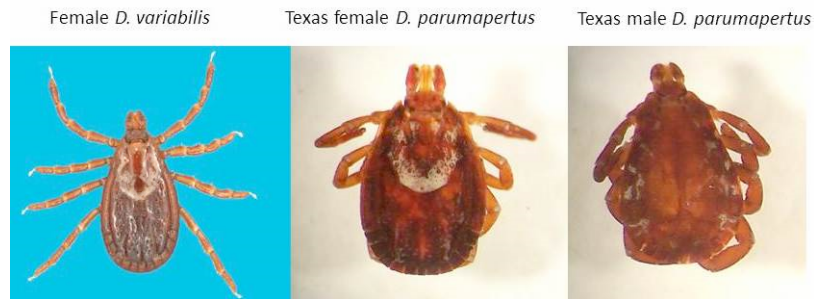 Female D. variabilis
Texas female D. parumapertus
Texas male D. parumapertus